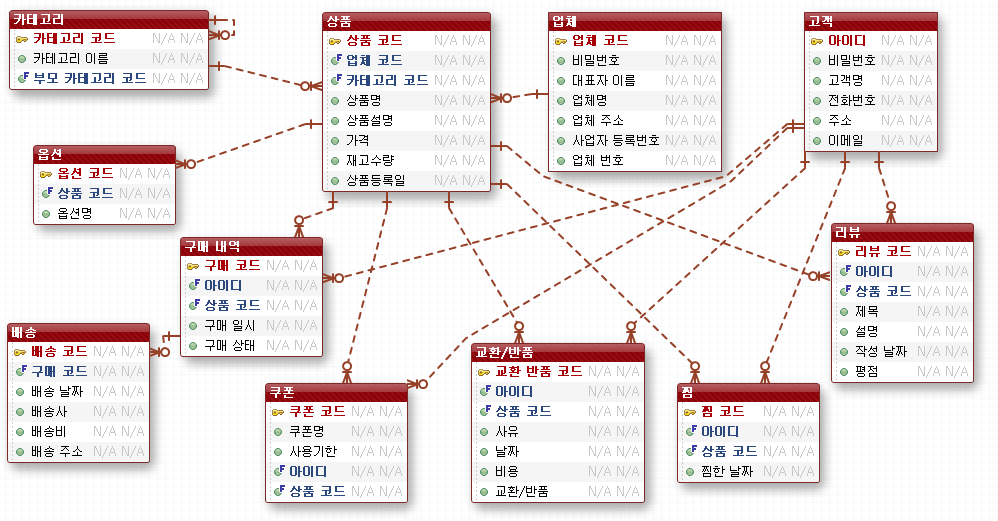 카테고리
카테고리 코드 N/A N/A
카테고리 이름 N/A N/A
부모 카테고리 코드 N/A N/A
상품
상품 코드 N/A N/A
업체 코드 N/A N/A
카테고리 코드 N/A N/A
상품명 N/A N/A
상품설명 N/A N/A
가격 N/A N/A
재고수량 N/A N/A
상품등록일 N/A N/A
업체
업체 코드 N/A N/A
비밀번호 N/A N/A
대표자 이름 N/A N/A
업체명 N/A N/A
업체 주소 N/A N/A
사업자 등록번호 N/A N/A
업체 번호 N/A N/A
고객
아이디 N/A N/A
비밀번호 N/A N/A
고객명 N/A N/A
전화번호 N/A N/A
주소 N/A N/A
이메일 N/A N/A
옵션
옵션 코드 N/A N/A
상품 코드 N/A N/A
옵션명 N/A N/A
구매 내역
구매 코드 N/A N/A
아이디 N/A N/A
상품 코드 N/A N/A
구매 일시 N/A N/A
구매 상태 N/A N/A
리뷰
리뷰 코드 N/A N/A
아이디 N/A N/A
상품 코드 N/A N/A
제목 N/A N/A
설명 N/A N/A
작성 날짜 N/A N/A
평점 N/A N/A
배송
배송 코드 N/A N/A
구매 코드 N/A N/A
배송 날짜 N/A N/A
배송사 N/A N/A
배송비 N/A N/A
배송 주소 N/A N/A
쿠폰
쿠폰 코드 N/A N/A
쿠폰명 N/A N/A
사용기한 N/A N/A
아이디 N/A N/A
상품 코드 N/A N/A
교환/반품
교환 반품 코드 N/A N/A
아이디 N/A N/A
상품 코드 N/A N/A
사유 N/A N/A
날짜 N/A N/A
비용 N/A N/A
교환/반품 N/A N/A
찜
찜 코드 N/A N/A
아이디 N/A N/A
상품 코드 N/A N/A
찜한 날짜 N/A N/A